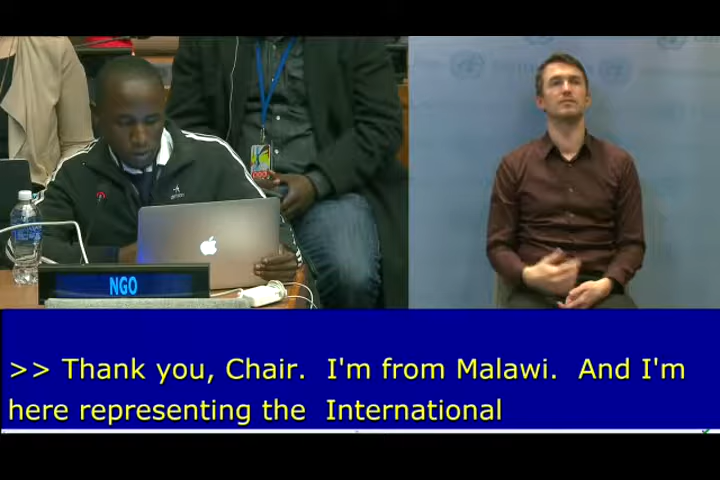 NGO
>> Thank you, Chair.  I'm from Malawi.  And I'm
here representing the  International